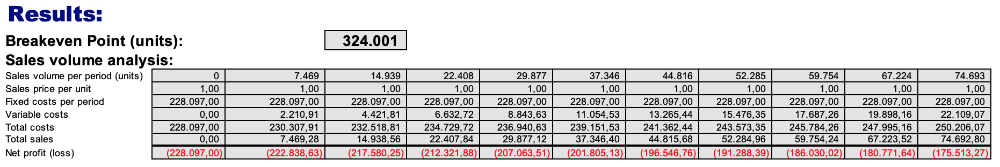 Results:
Breakeven Point (units): 324.001
Sales volume analysis:
Sales volume per period (units) 0 7.469 14.939 22.408 29.877 37.346 44.816 52.285 59.754 67.224 74.693
Sales price per unit 1,00 1,00 1,00 1,00 1,00 1,00 1,00 1,00 1,00 1,00 1,00
Fixed costs per period 228.097,00 228.097,00 228.097,00 228.097,00 228.097,00 228.097,00 228.097,00 228.097,00 228.097,00 228.097,00 228.097,00
Variable costs 0,00 2.210,91 4.421,81 6.632,72 8.843,63 11.054,53 13.265,44 15.476,35 17.687,26 19.898,16 22.109,07
Total costs 228.097,00 230.307,91 232.518,81 234.729,72 236.940,63 239.151,53 241.362,44 243.573,35 245.784,26 247.995,16 250.206,07
Total sales 0,00 7.469,28 14.938,56 22.407,84 29.877,12 37.346,40 44.815,68 52.284,96 59.754,24 67.223,52 74.692,80
Net profit (loss) (228.097,00) (222.838,63) (217.580,25) (212.321,88) (207.063,51) (201.805,13) (196.546,76) (191.288,39) (186.030,02) (180.771,64) (175.513,27)